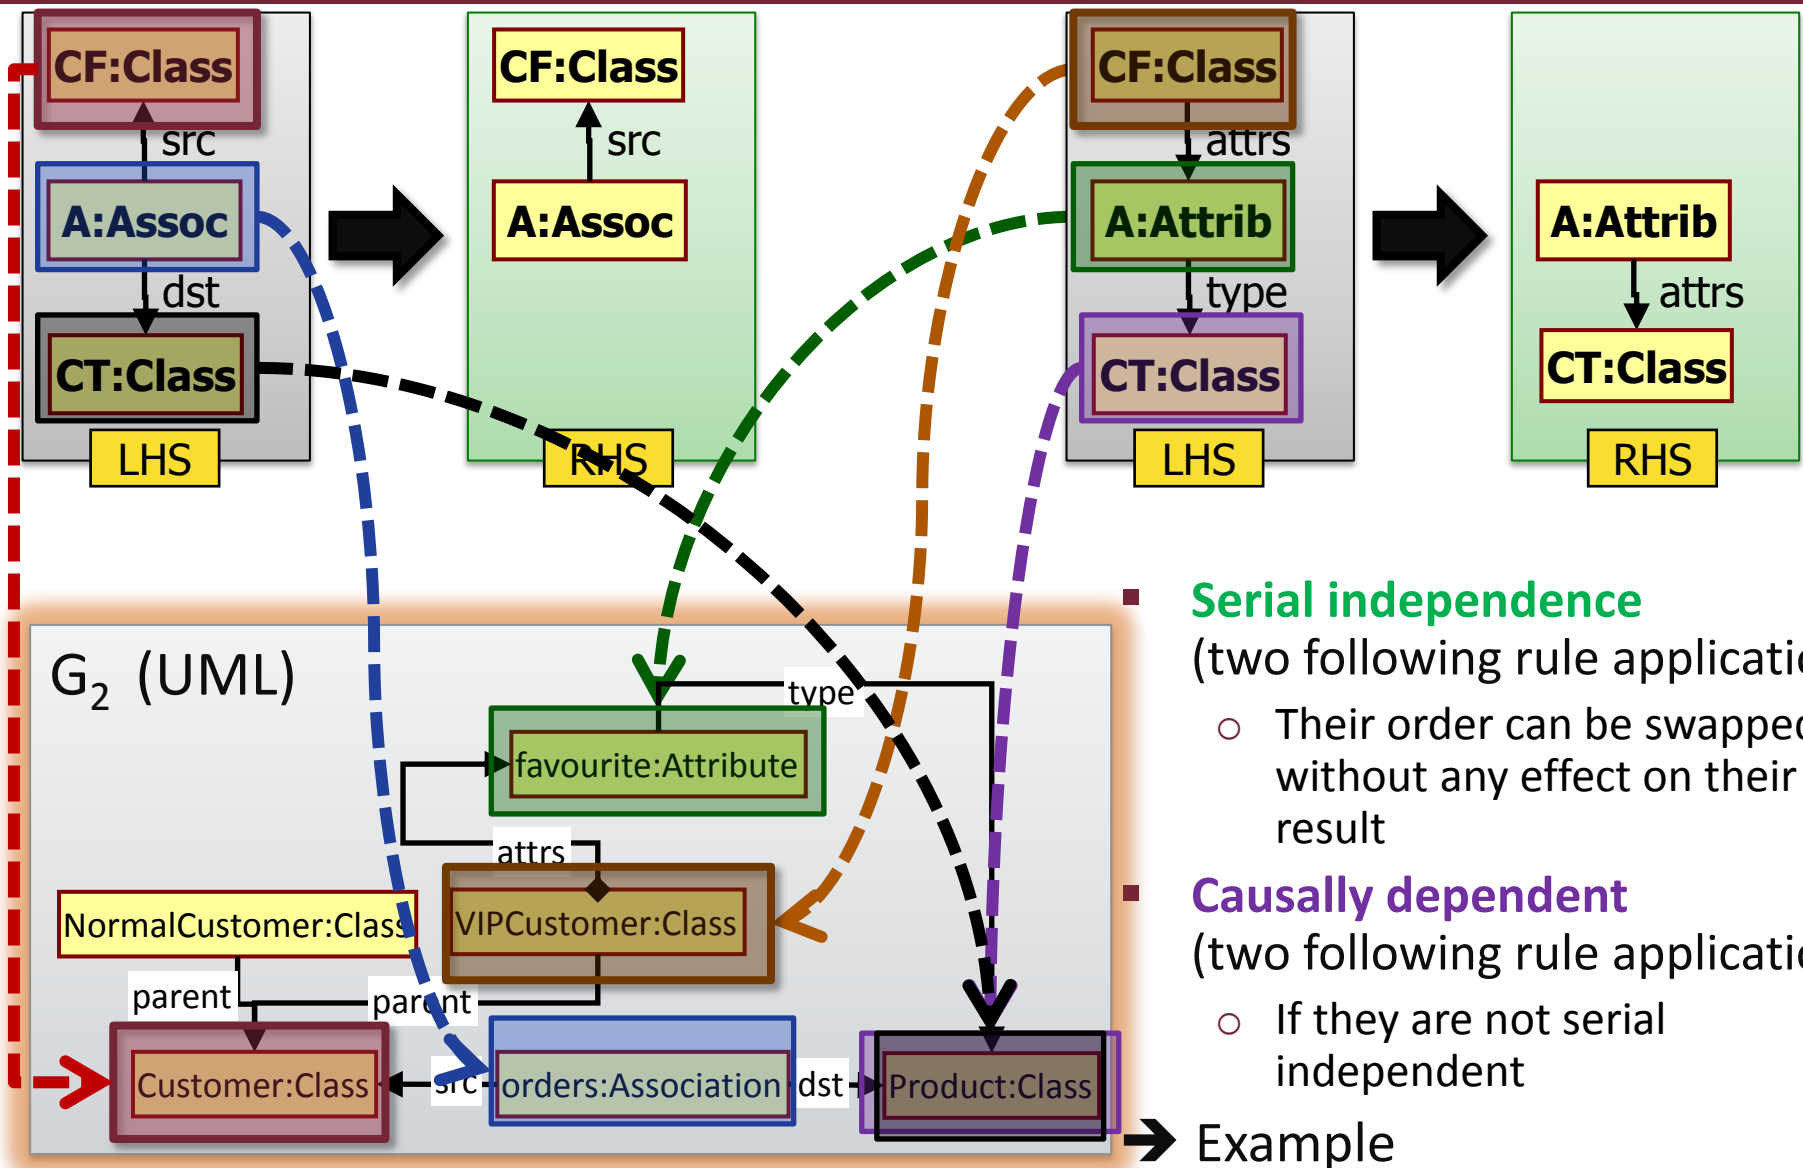 CF:Class
src
A:Assoc
dst
CT:Class
LHS
CF:Class
src
A:Assoc
RHS
CF:Class
attrs
A:Attrib
type
CT:Class
LHS
A:Attrib
attrs
CT:Class
RHS
G2 (UML)
type
favourite:Attribute
attrs
NormalCustomer:Class
VIPCustomer:Class
parent
parent
Customer:Class
src
orders:Association
dst
Product:Class
▪ Serial independence
(two following rule applicatio
o Their order can be swapped
without any effect on their
result
▪ Causally dependent
(two following rule applicatio
o If they are not serial
independent
→ Example